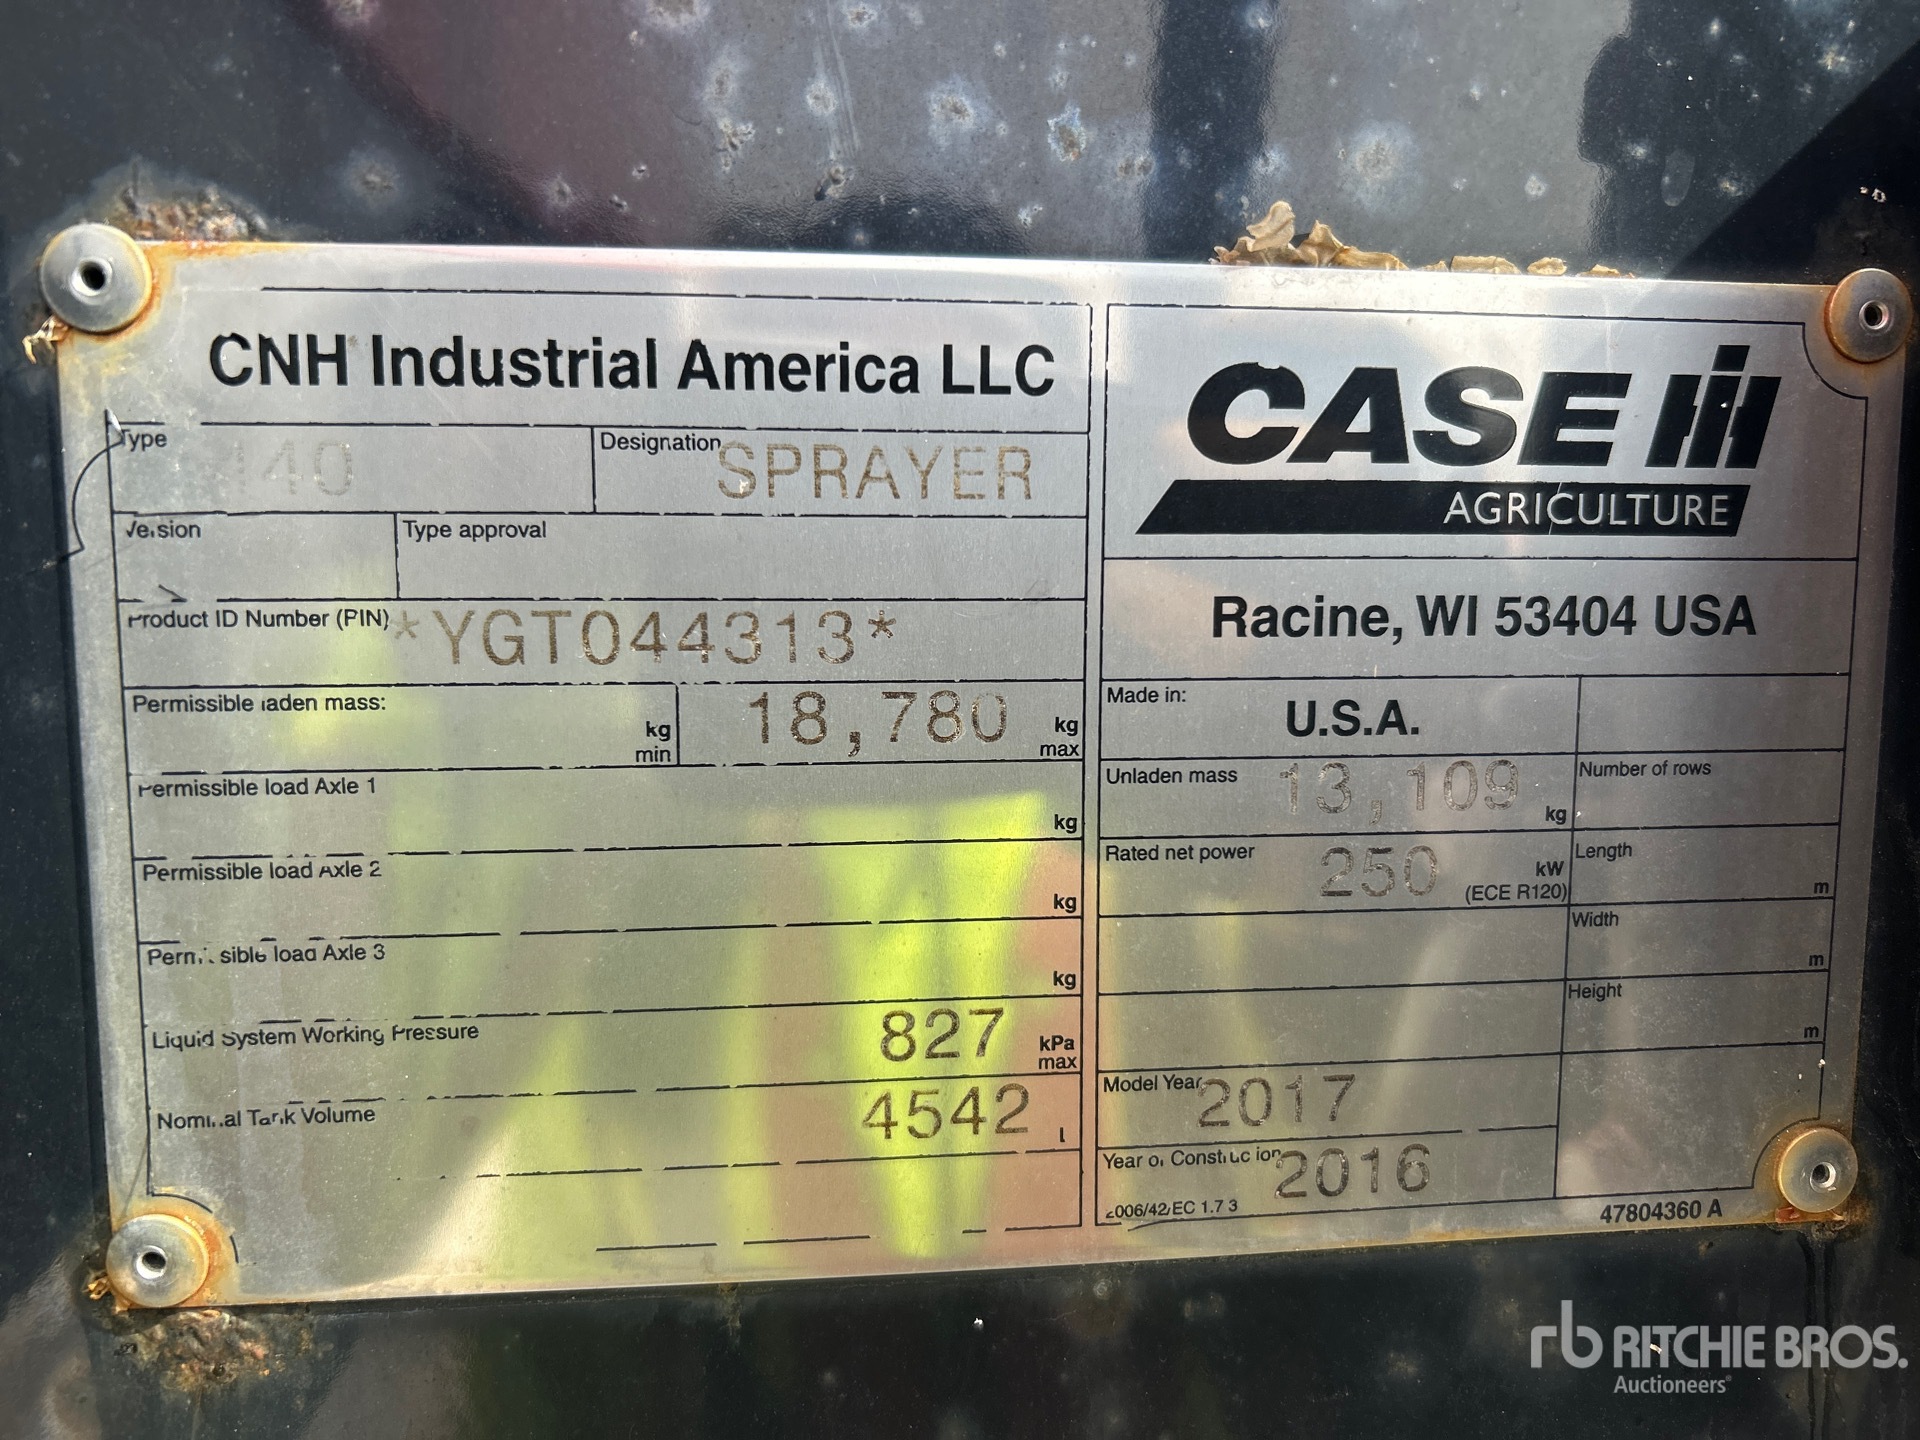 CNH Industrial America LLC
Type
Designation SPRAYER
Version Type approval
Product ID Number (PIN) *YGT044313*
Permissible laden mass: kg min 18,780 kg max
Permissible load Axle 1 kg
Permissible load Axle 2 kg
Permissible load Axle 3 kg
Liquid System Working Pressure 827 kPa max
Nominal Tank Volume 4542 l
CASE IH
AGRICULTURE
Racine, WI 53404 USA
Made in: U.S.A.
Unladen mass 13,109 kg Number of rows
Rated net power 250 kW (ECE R120) Length m
Width m
Height m
Model Year 2017
Year of Construction 2016
2006/42/EC 1.7.3 47804360 A
rb RITCHIE BROS.
Auctioneers